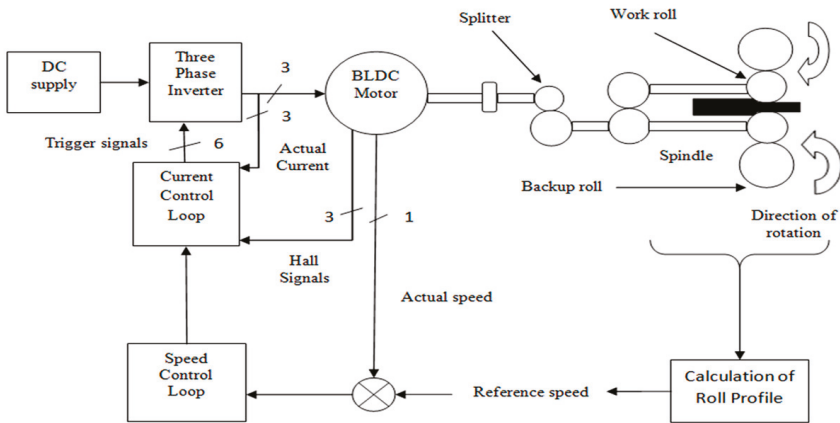 Splitter
Work roll
DC
supply
Three
Phase
Inverter
3
3
BLDC
Motor
Trigger signals
6
Actual
Current
Current
Control
Loop
Spindle
Backup roll
Direction of
rotation
3
1
Hall
Signals
Actual speed
Speed
Control
Loop
Reference speed
Calculation of
Roll Profile